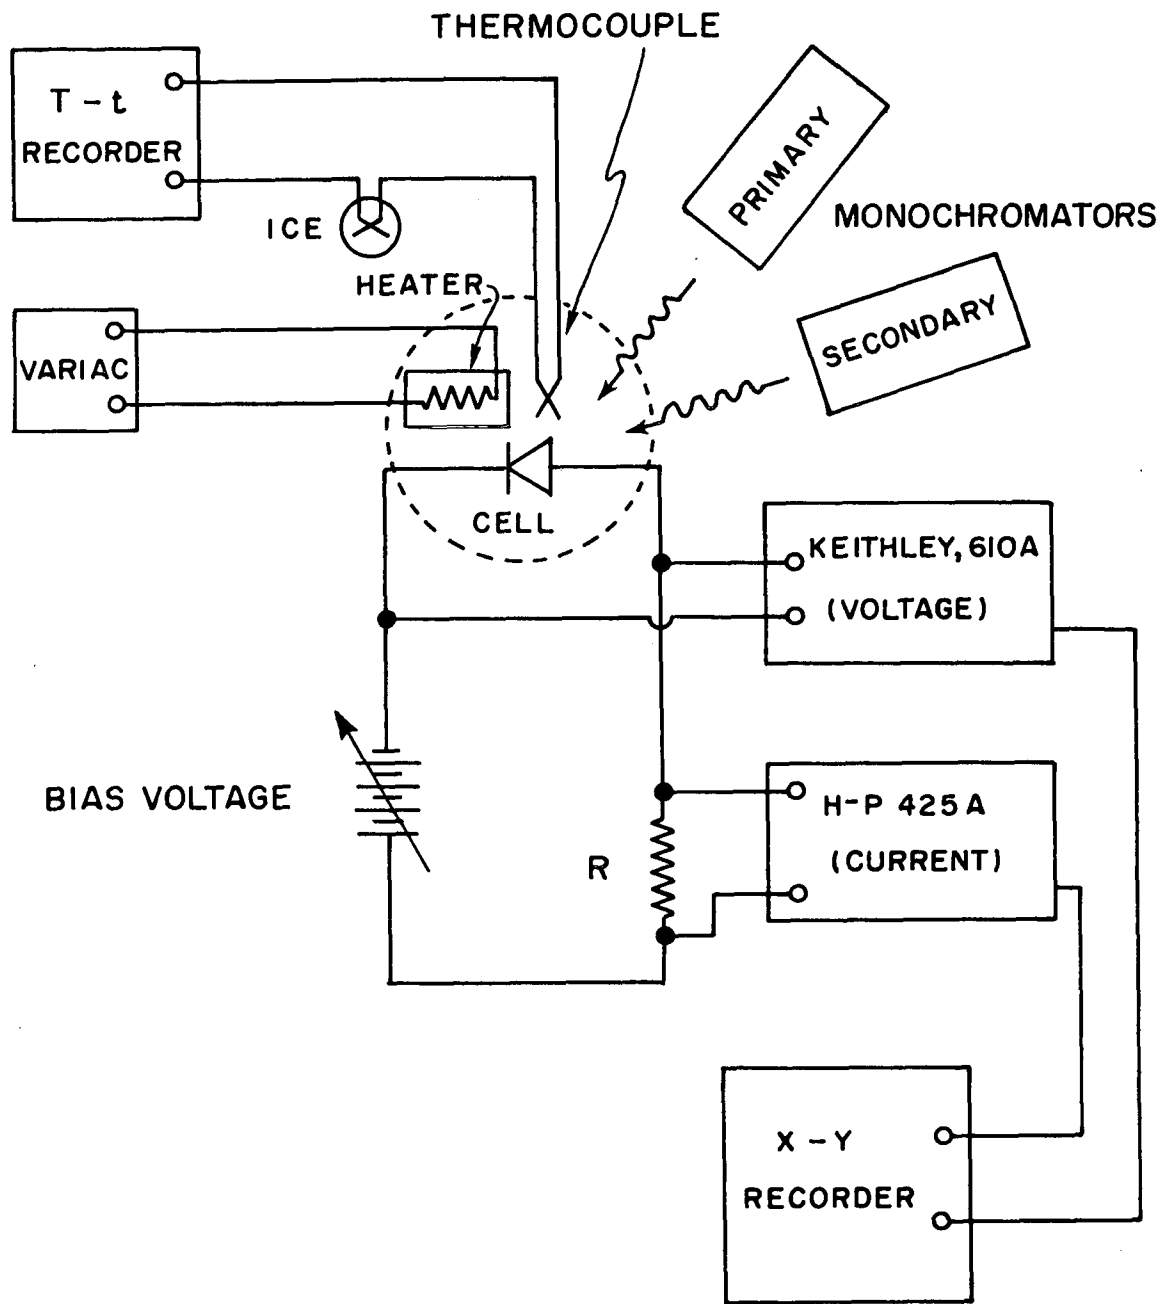 THERMOCOUPLE
T - t
RECORDER
ICE
PRIMARY
MONOCHROMATORS
SECONDARY
HEATER
VARIAC
CELL
KEITHLEY, 610A
(VOLTAGE)
BIAS VOLTAGE
R
H-P 425A
(CURRENT)
X - Y
RECORDER